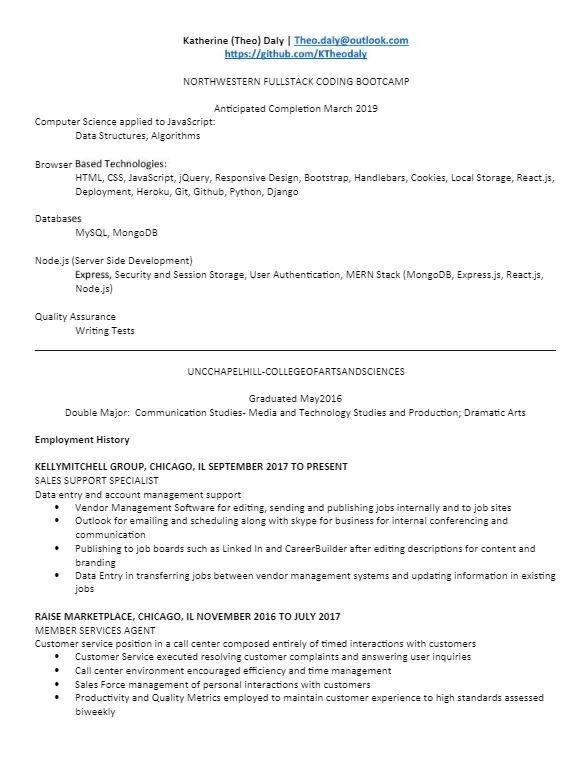 Katherine (Theo) Daly | Theo.daly@outlook.com
https://github.com/KTheodaly
NORTHWESTERN FULLSTACK CODING BOOTCAMP
Anticipated Completion March 2019
Computer Science applied to JavaScript:
Data Structures, Algorithms
Browser Based Technologies:
HTML, CSS, JavaScript, jQuery, Responsive Design, Bootstrap, Handlebars, Cookies, Local Storage, React.js,
Deployment, Heroku, Git, Github, Python, Django
Databases
MySQL, MongoDB
Node.js (Server Side Development)
Express, Security and Session Storage, User Authentication, MERN Stack (MongoDB, Express.js, React.js,
Node.js)
Quality Assurance
Writing Tests
UNCCHAPELHILL-COLLEGEOFARTSANDSCIENCES
Graduated May2016
Double Major: Communication Studies- Media and Technology Studies and Production; Dramatic Arts
Employment History
KELLYMITCHELL GROUP, CHICAGO, IL SEPTEMBER 2017 TO PRESENT
SALES SUPPORT SPECIALIST
Data entry and account management support
• Vendor Management Software for editing, sending and publishing jobs internally and to job sites
• Outlook for emailing and scheduling along with skype for business for internal conferencing and
communication
• Publishing to job boards such as Linked In and CareerBuilder after editing descriptions for content and
branding
• Data Entry in transferring jobs between vendor management systems and updating information in existing
jobs
RAISE MARKETPLACE, CHICAGO, IL NOVEMBER 2016 TO JULY 2017
MEMBER SERVICES AGENT
Customer service position in a call center composed entirely of timed interactions with customers
• Customer Service executed resolving customer complaints and answering user inquiries
• Call center environment encouraged efficiency and time management
• Sales Force management of personal interactions with customers
• Productivity and Quality Metrics employed to maintain customer experience to high standards assessed
biweekly